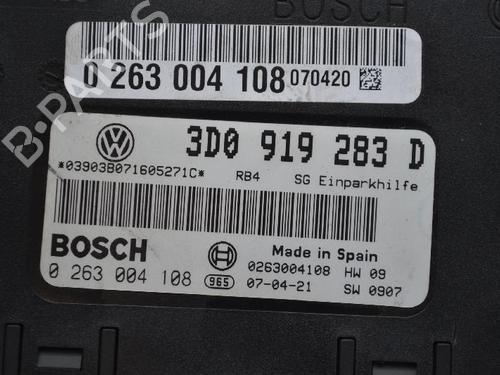 BOSCH
0 263 004 108 070420
3D0 919 283 D
*03903B071605271C* RB4 SG Einparkhilfe
BOSCH Made in Spain
0263004108 HW 09
0 263 004 108 965 07-04-21 SW 0907
B-PARTS